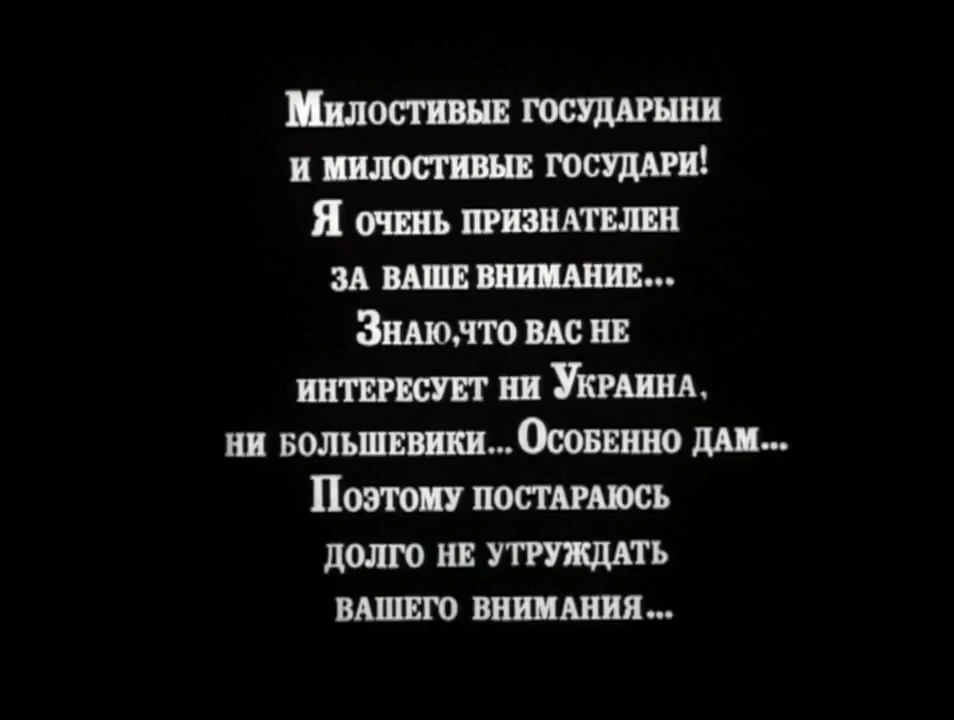 Милостивые государыни
и милостивые государи!
Я очень признателен
за ваше внимание...
Знаю,что вас не
интересует ни Украина,
ни большевики... Особенно дам...
Поэтому постараюсь
долго не утруждать
вашего внимания...